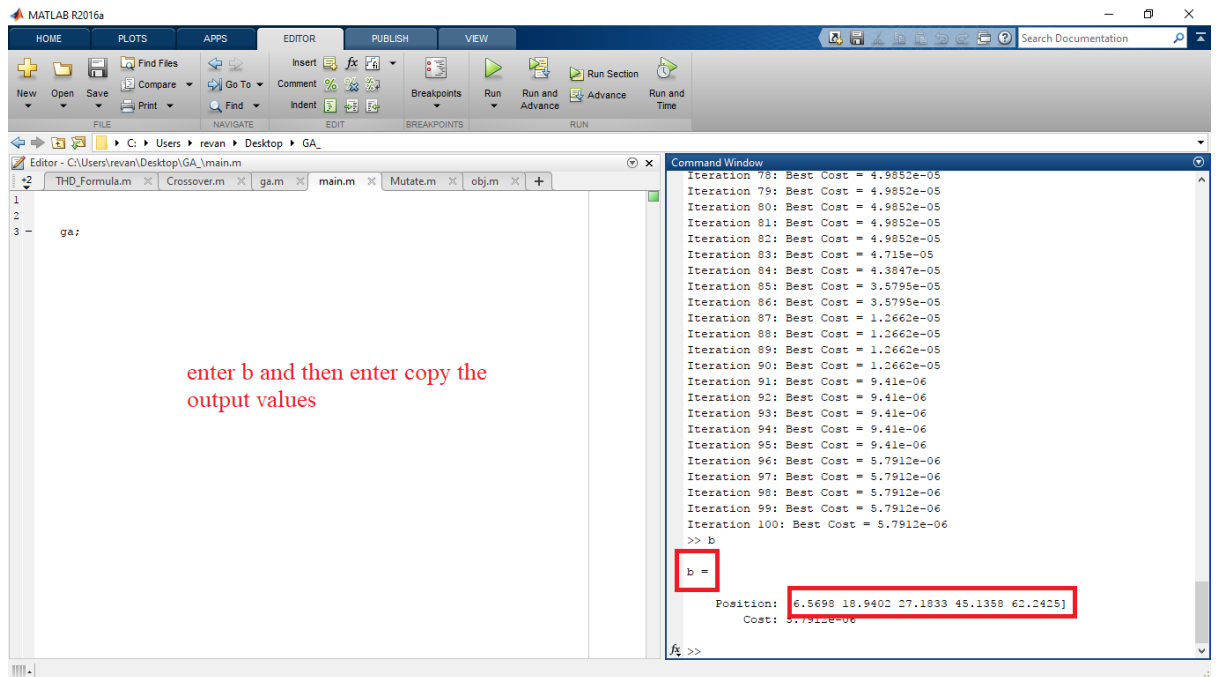 MATLAB R2016a
HOME PLOTS APPS EDITOR PUBLISH VIEW
Search Documentation
New Open Save
Find Files
Compare
Print
FILE
Go To
Find
NAVIGATE
Insert fx
Comment
Indent
EDIT
Breakpoints
BREAKPOINTS
Run
Run and Advance
Run Section
Advance
Run and Time
RUN
C: Users revan Desktop GA_
Editor - C:\Users\revan\Desktop\GA_\main.m
+2 THD_Formula.m Crossover.m ga.m main.m Mutate.m obj.m +
1
2
3 - ga;
enter b and then enter copy the
output values
Command Window
Iteration 78: Best Cost = 4.9852e-05
Iteration 79: Best Cost = 4.9852e-05
Iteration 80: Best Cost = 4.9852e-05
Iteration 81: Best Cost = 4.9852e-05
Iteration 82: Best Cost = 4.9852e-05
Iteration 83: Best Cost = 4.715e-05
Iteration 84: Best Cost = 4.3847e-05
Iteration 85: Best Cost = 3.5795e-05
Iteration 86: Best Cost = 3.5795e-05
Iteration 87: Best Cost = 1.2662e-05
Iteration 88: Best Cost = 1.2662e-05
Iteration 89: Best Cost = 1.2662e-05
Iteration 90: Best Cost = 1.2662e-05
Iteration 91: Best Cost = 9.41e-06
Iteration 92: Best Cost = 9.41e-06
Iteration 93: Best Cost = 9.41e-06
Iteration 94: Best Cost = 9.41e-06
Iteration 95: Best Cost = 9.41e-06
Iteration 96: Best Cost = 5.7912e-06
Iteration 97: Best Cost = 5.7912e-06
Iteration 98: Best Cost = 5.7912e-06
Iteration 99: Best Cost = 5.7912e-06
Iteration 100: Best Cost = 5.7912e-06
>> b
b =
Position: [6.5698 18.9402 27.1833 45.1358 62.2425]
Cost: 5.7912e-06
fx >>